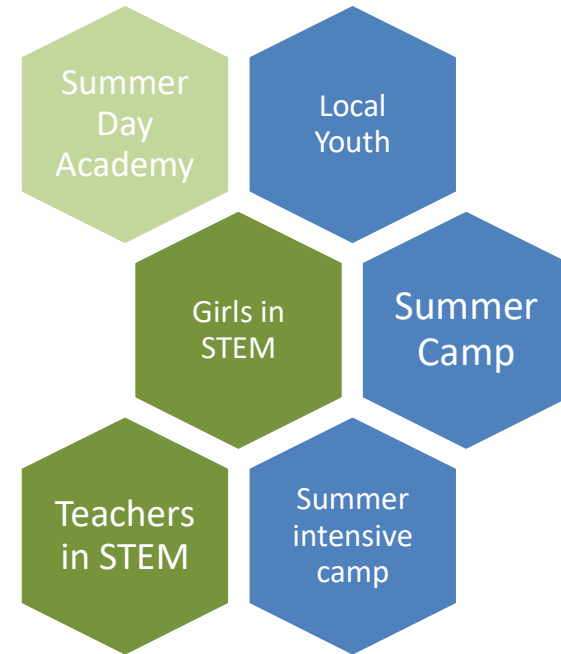 Summer
Day
Academy
Local
Youth
Girls in
STEM
Summer
Camp
Teachers
in STEM
Summer
intensive
camp